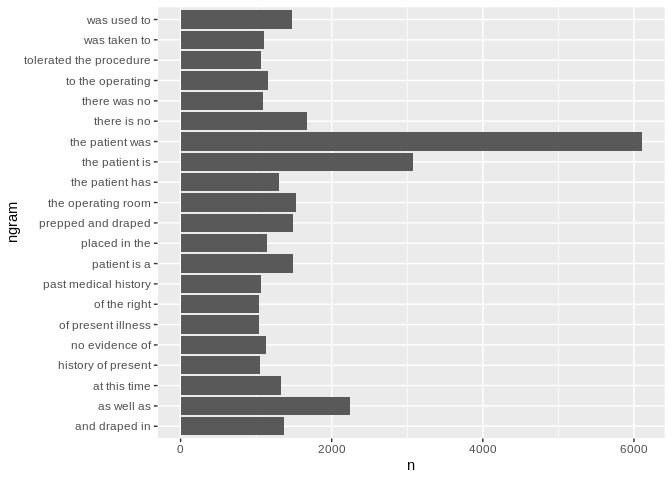 was used to
was taken to
tolerated the procedure
to the operating
there was no
there is no
the patient was
the patient is
the patient has
the operating room
prepped and draped
placed in the
patient is a
past medical history
of the right
of present illness
no evidence of
history of present
at this time
as well as
and draped in
ngram
0 2000 4000 6000
n